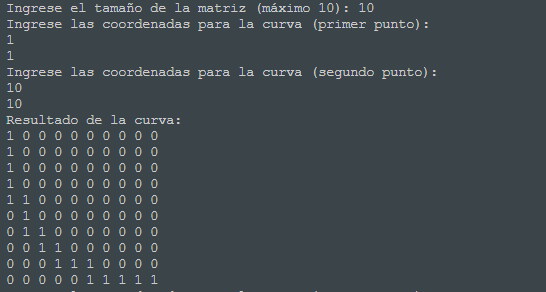 Ingrese el tamaño de la matriz (máximo 10): 10
Ingrese las coordenadas para la curva (primer punto):
1
1
Ingrese las coordenadas para la curva (segundo punto):
10
10
Resultado de la curva:
1 0 0 0 0 0 0 0 0 0
1 0 0 0 0 0 0 0 0 0
1 0 0 0 0 0 0 0 0 0
1 0 0 0 0 0 0 0 0 0
1 1 0 0 0 0 0 0 0 0
0 1 0 0 0 0 0 0 0 0
0 1 1 0 0 0 0 0 0 0
0 0 1 1 0 0 0 0 0 0
0 0 0 1 1 1 0 0 0 0
0 0 0 0 0 1 1 1 1 1